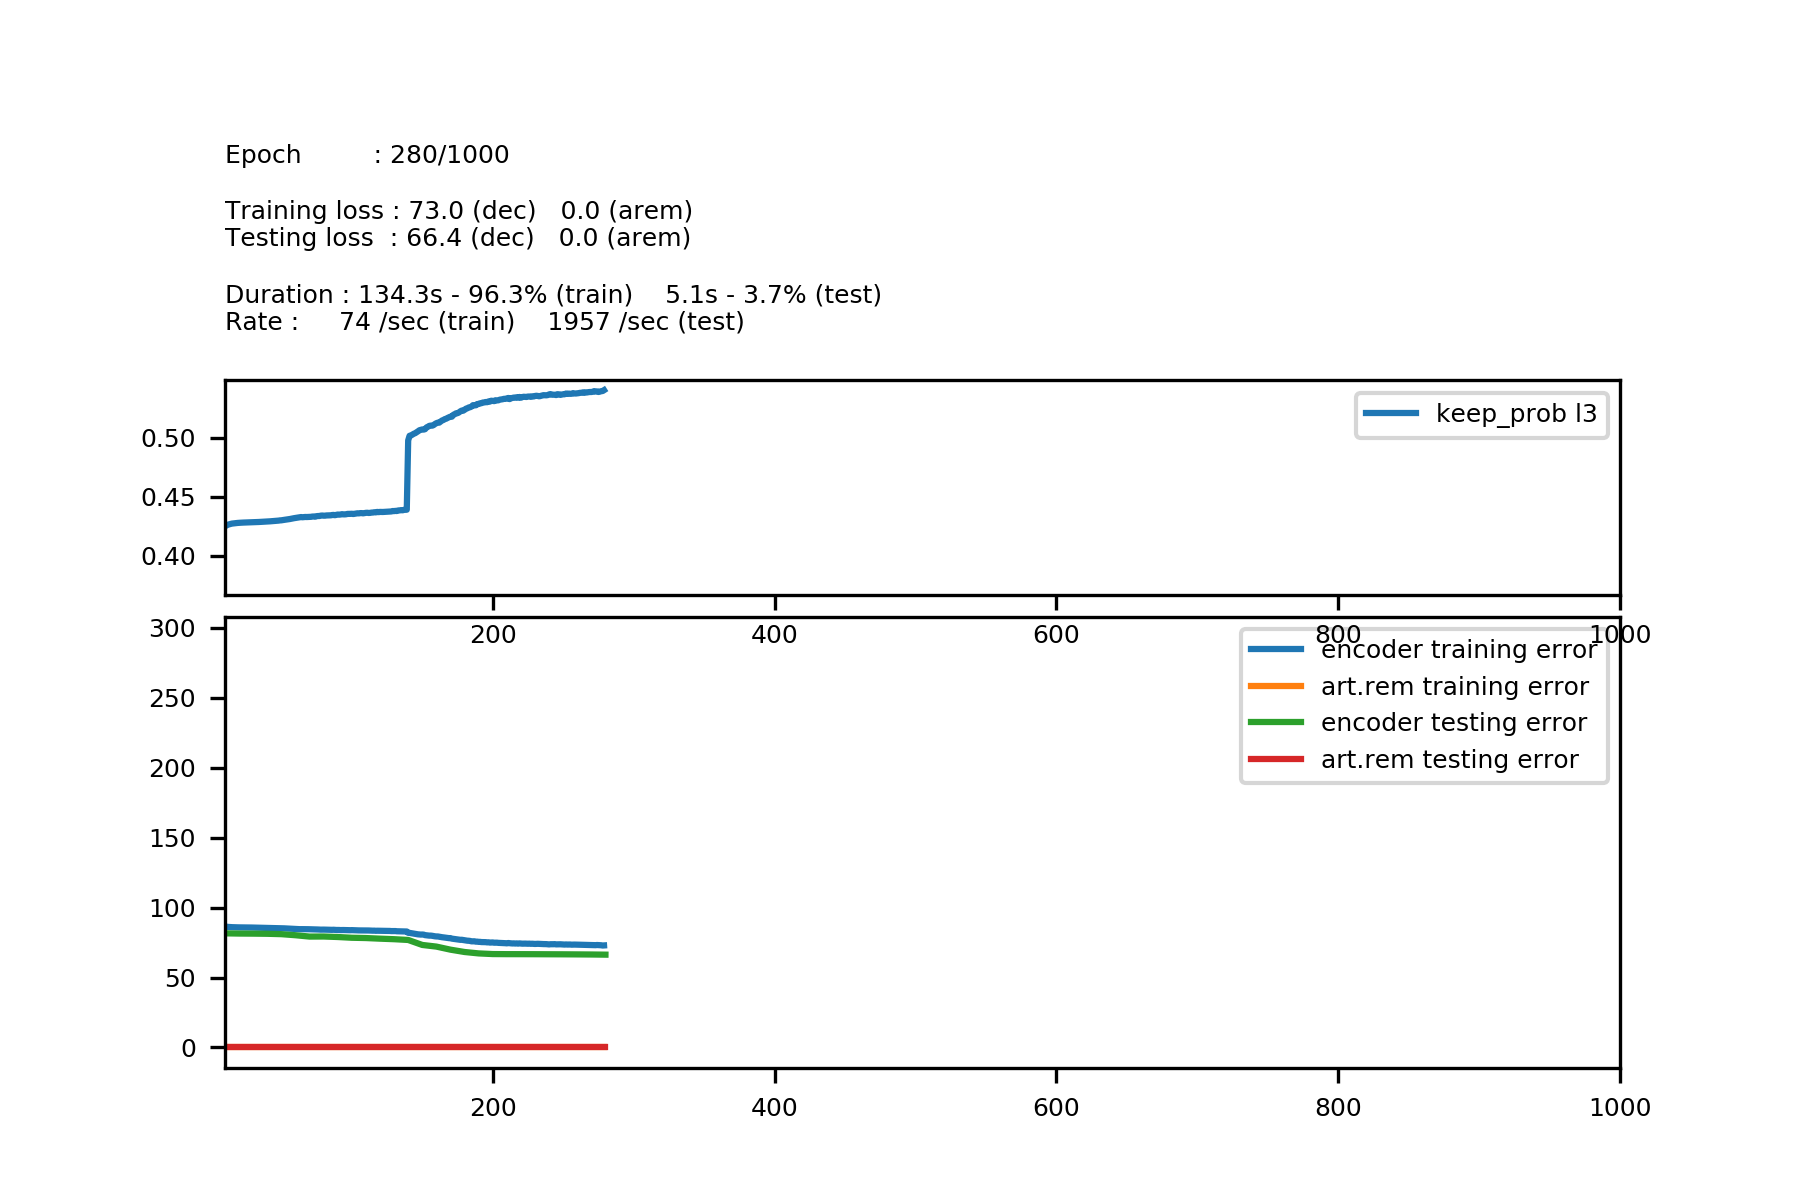 Epoch : 280/1000
Training loss : 73.0 (dec) 0.0 (arem)
Testing loss : 66.4 (dec) 0.0 (arem)
Duration : 134.3s - 96.3% (train) 5.1s - 3.7% (test)
Rate : 74 /sec (train) 1957 /sec (test)
keep_prob l3
0.50
0.45
0.40
200 400 600 800 1000
encoder training error
art.rem training error
encoder testing error
art.rem testing error
300
250
200
150
100
50
0
200 400 600 800 1000